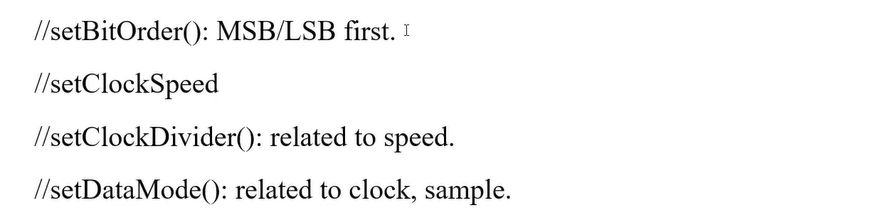 //setBitOrder(): MSB/LSB first.
//setClockSpeed
//setClockDivider(): related to speed.
//setDataMode(): related to clock, sample.